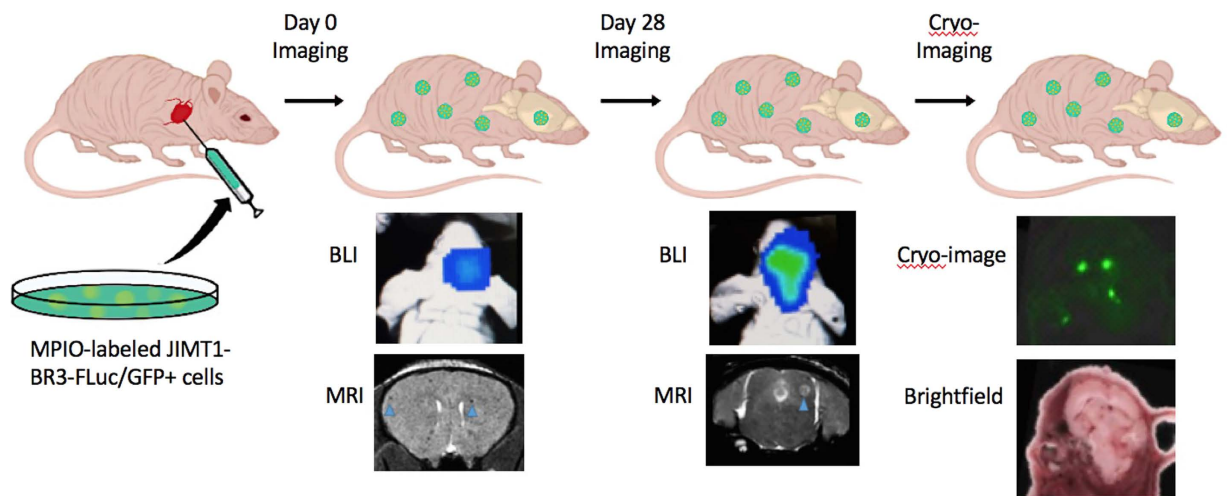 Day 0
Imaging
Day 28
Imaging
Cryo-
Imaging
BLI
BLI
Cryo-image
MPIO-labeled JIMT1-
BR3-FLuc/GFP+ cells
MRI
MRI
Brightfield